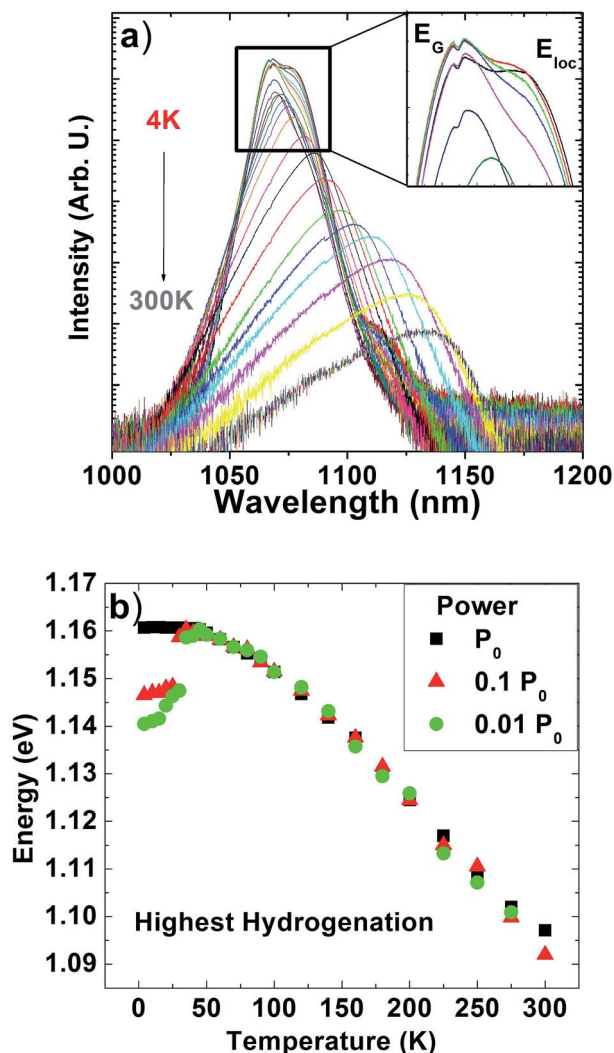 a)
E_G
E_loc
4K
300K
Intensity (Arb. U.)
1000 1050 1100 1150 1200
Wavelength (nm)
b)
1.17
1.16
1.15
1.14
1.13
1.12
1.11
1.10
1.09
Energy (eV)
Power
P_0
0.1 P_0
0.01 P_0
Highest Hydrogenation
0 50 100 150 200 250 300
Temperature (K)